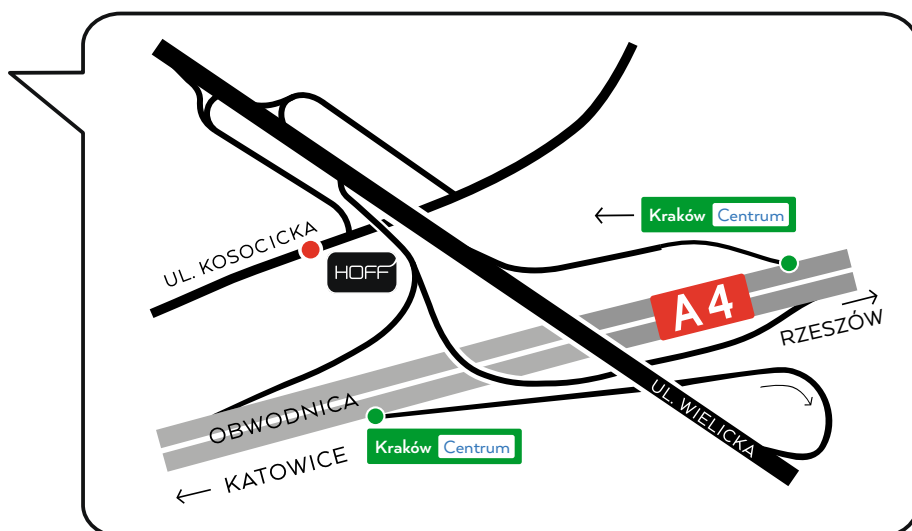 Kraków Centrum
UL. KOSOCICKA
HOFF
A4
RZESZÓW
UL. WIELICKA
OBWODNICA
Kraków Centrum
KATOWICE